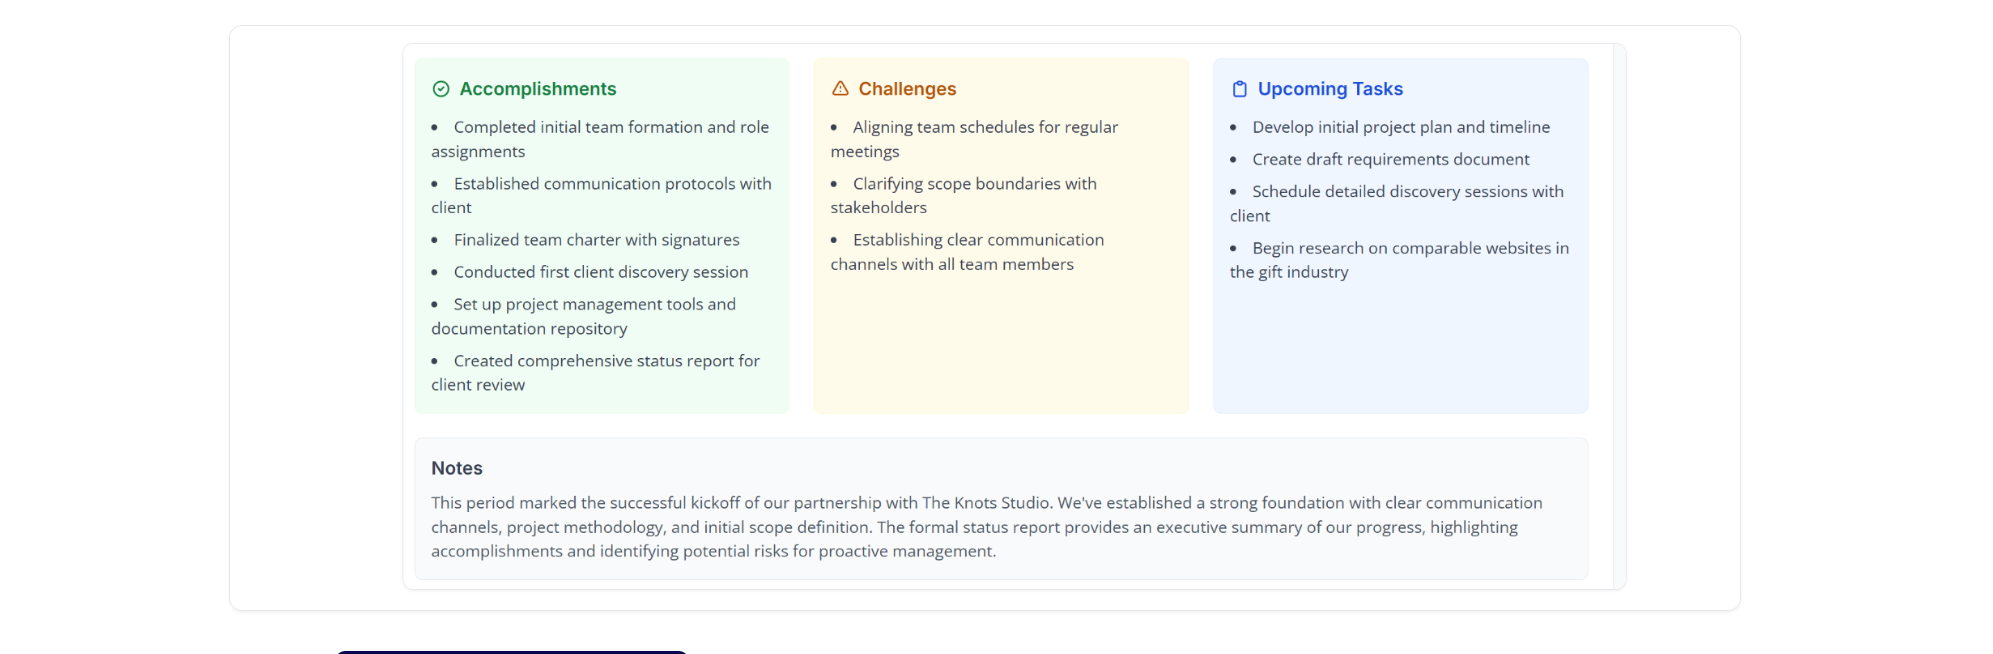 Accomplishments
• Completed initial team formation and role
assignments
• Established communication protocols with
client
• Finalized team charter with signatures
• Conducted first client discovery session
• Set up project management tools and
documentation repository
• Created comprehensive status report for
client review
Challenges
• Aligning team schedules for regular
meetings
• Clarifying scope boundaries with
stakeholders
• Establishing clear communication
channels with all team members
Upcoming Tasks
• Develop initial project plan and timeline
• Create draft requirements document
• Schedule detailed discovery sessions with
client
• Begin research on comparable websites in
the gift industry
Notes
This period marked the successful kickoff of our partnership with The Knots Studio. We've established a strong foundation with clear communication
channels, project methodology, and initial scope definition. The formal status report provides an executive summary of our progress, highlighting
accomplishments and identifying potential risks for proactive management.